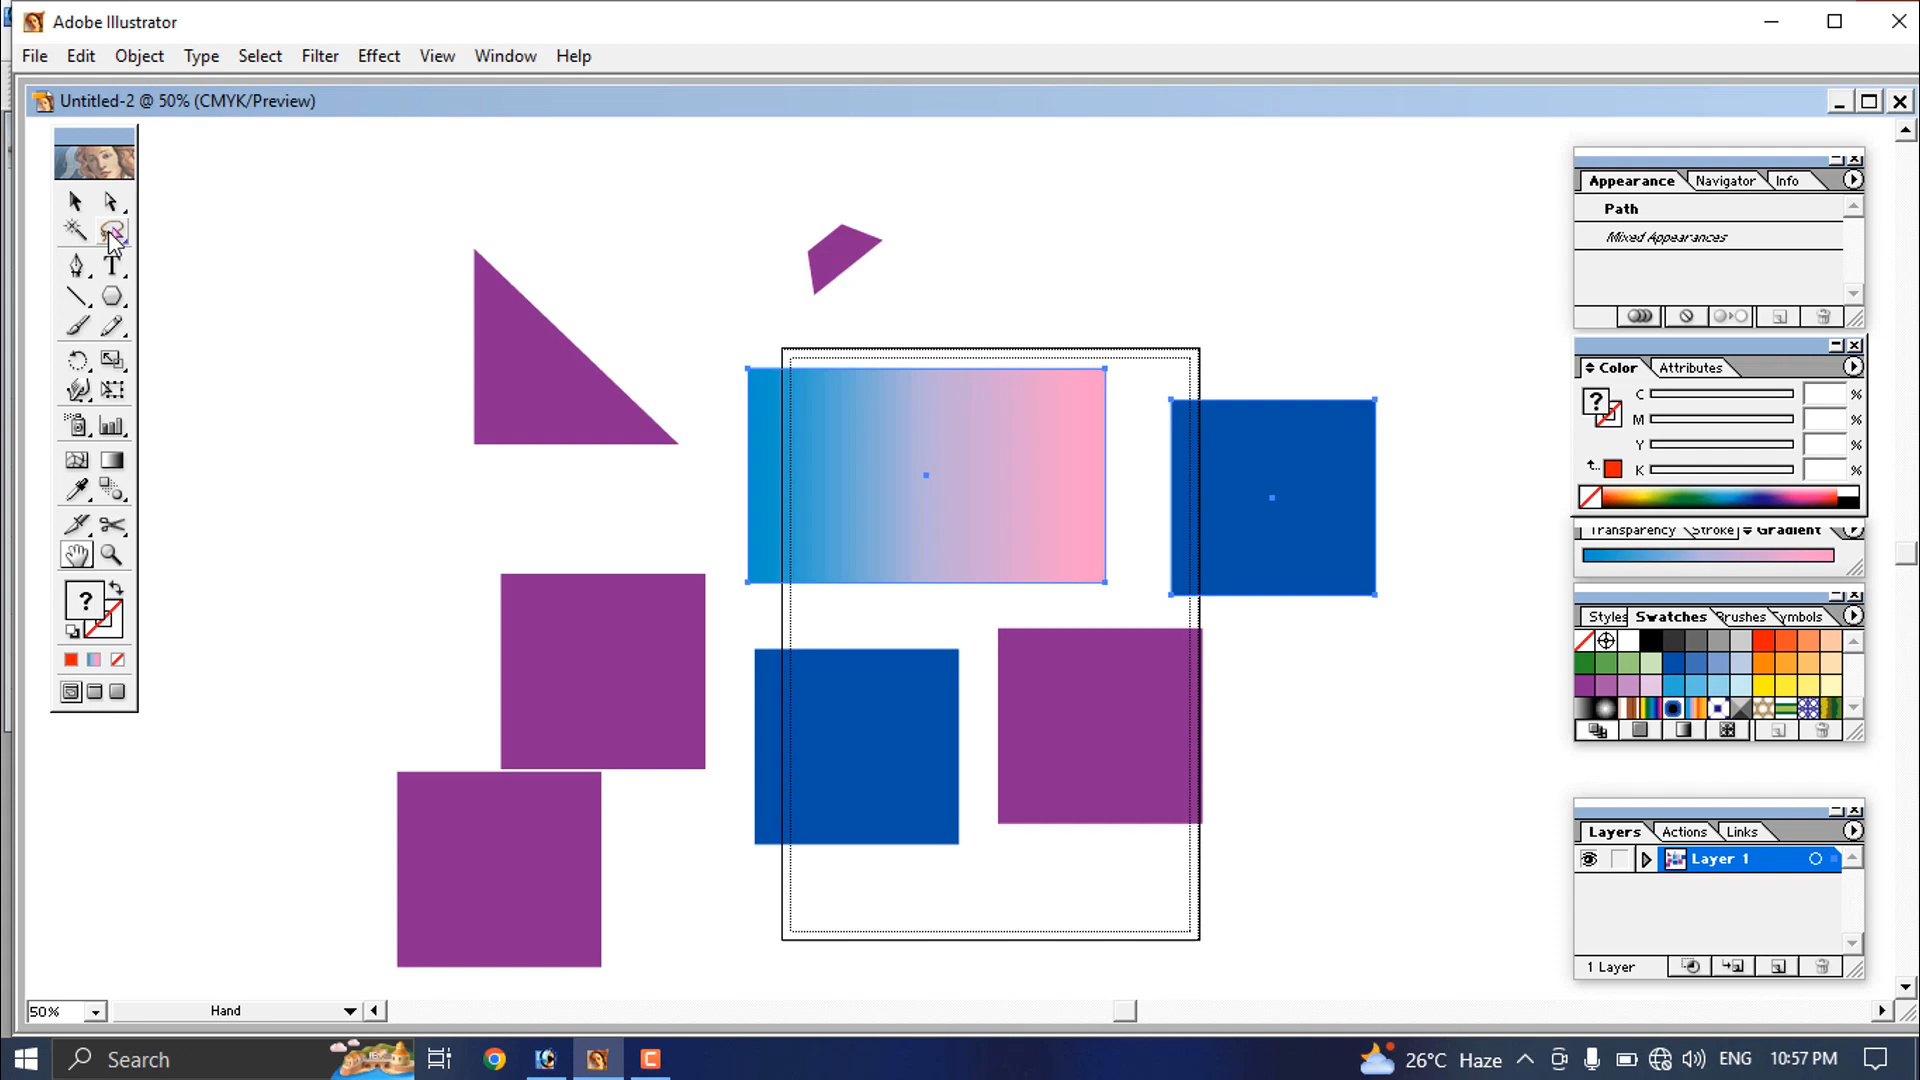 Adobe Illustrator
File Edit Object Type Select Filter Effect View Window Help
Untitled-2 @ 50% (CMYK/Preview)
Appearance Navigator Info
Path
Mixed Appearances
Color Attributes
? C %
M %
Y %
K %
Transparency Stroke Gradient
Styles Swatches Brushes Symbols
Layers Actions Links
Layer 1
1 Layer
T
?
50% Hand
Search
26°C Haze ENG 10:57 PM